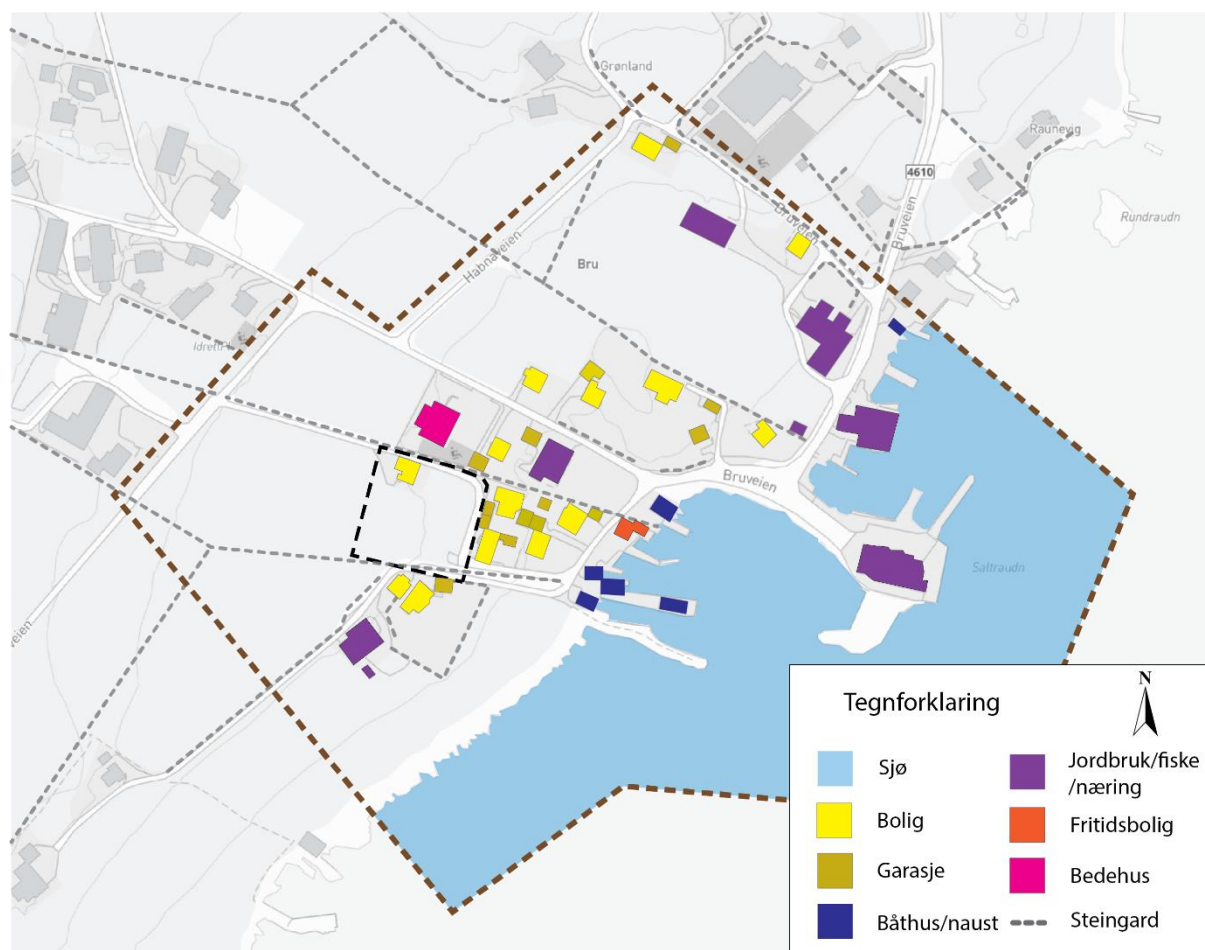 Grønland
Raunevig
4610
Bruveien
Bruveien
Rundraudn
Habnaveien
Bru
Idrett
Bruveien
Saltraudn
veien
N
Tegnforklaring
Sjø
Jordbruk/fiske
/næring
Bolig
Fritidsbolig
Garasje
Bedehus
Båthus/naust
Steingard